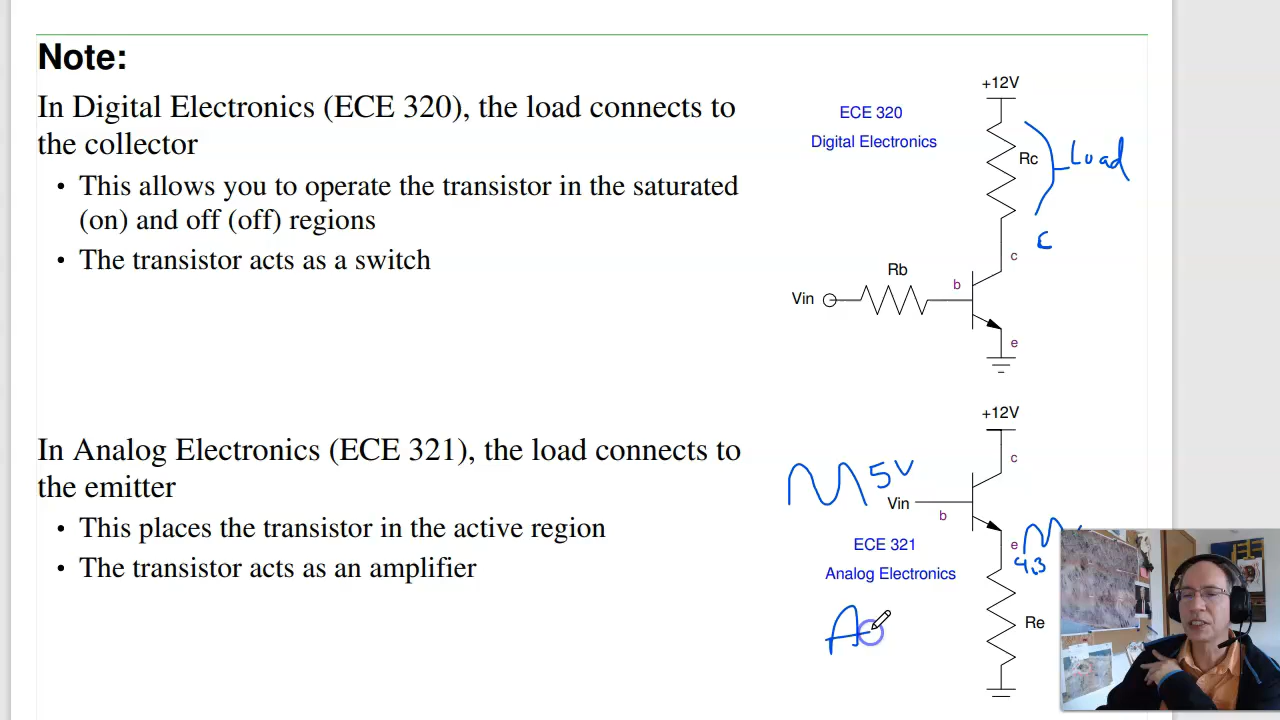 Note:
In Digital Electronics (ECE 320), the load connects to
the collector
• This allows you to operate the transistor in the saturated
(on) and off (off) regions
• The transistor acts as a switch
+12V
ECE 320
Digital Electronics
Rc
Load
c
c
Rb
b
Vin
e
In Analog Electronics (ECE 321), the load connects to
the emitter
• This places the transistor in the active region
• The transistor acts as an amplifier
+12V
c
5V
Vin
b
ECE 321
Analog Electronics
e
4.3
Re